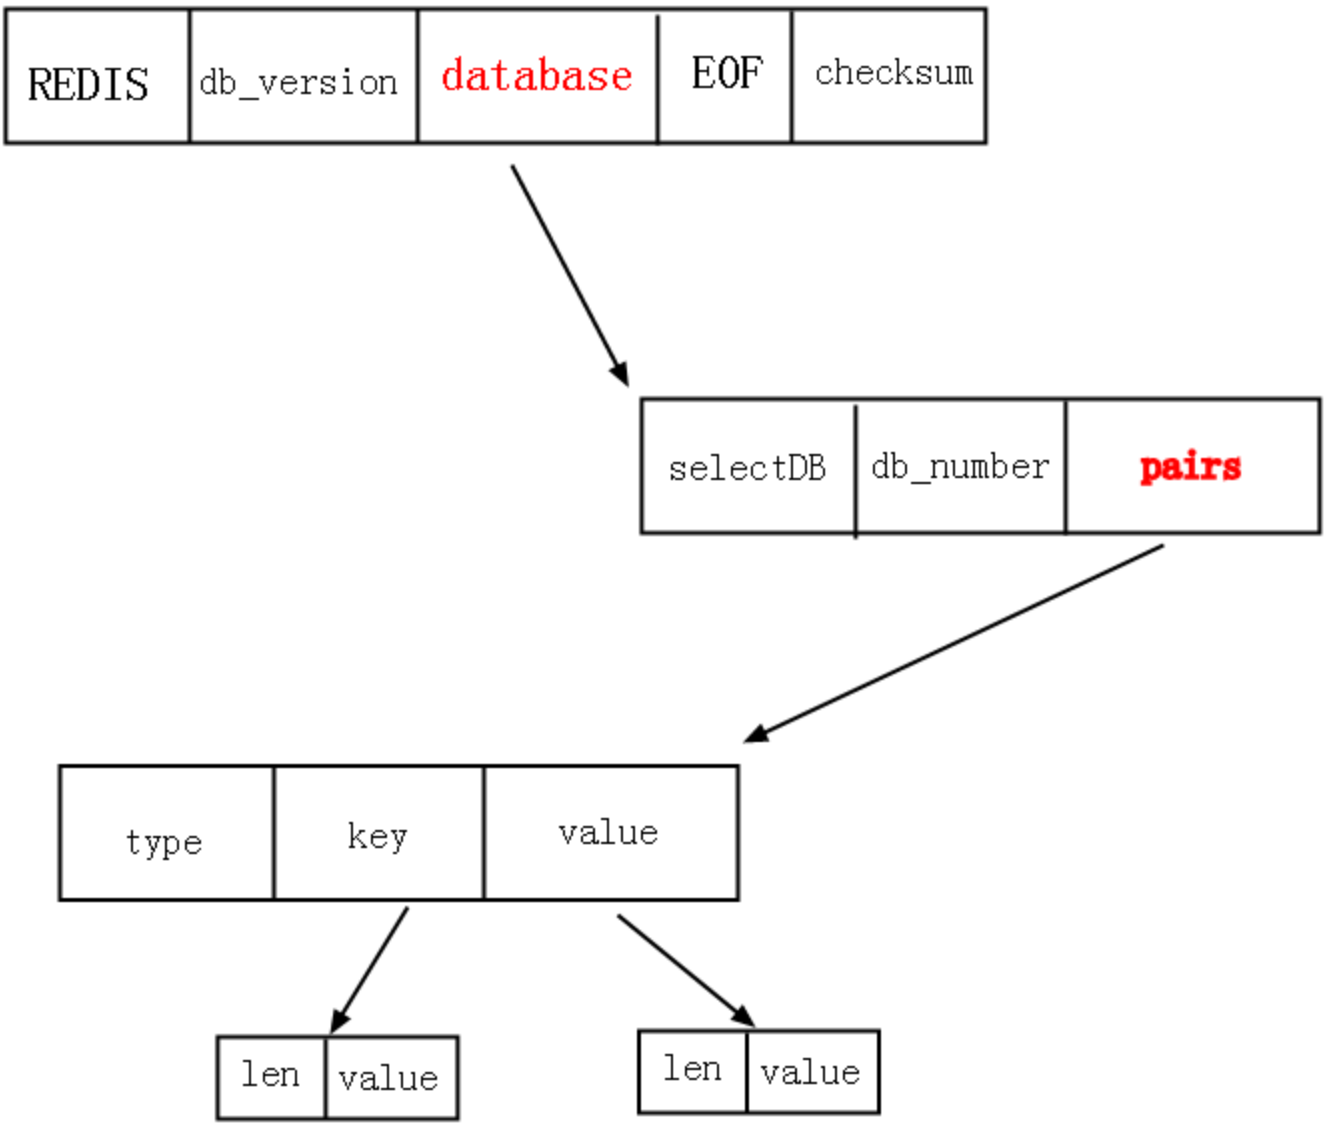 REDIS db_version database EOF checksum
selectDB db_number pairs
type key value
len value len value